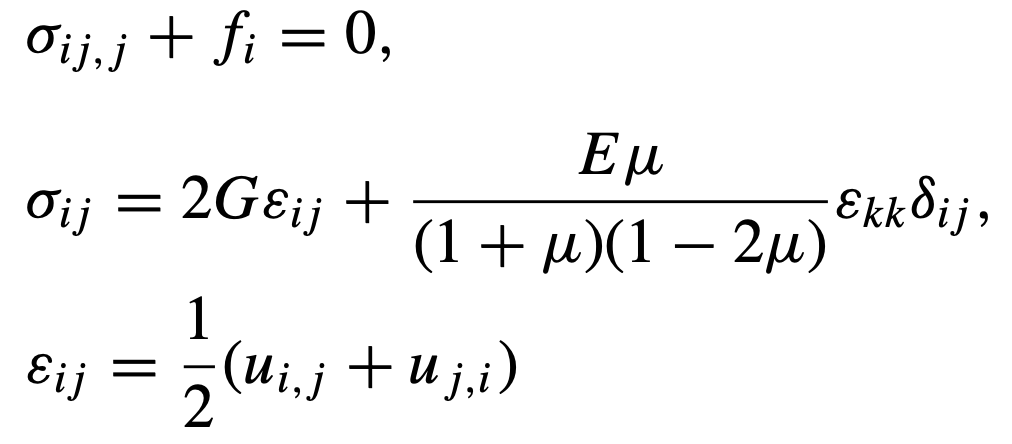 σ_{ij,j} + f_i = 0,
σ_{ij} = 2Gε_{ij} + \frac{Eμ}{(1 + μ)(1 − 2μ)} ε_{kk}δ_{ij},
ε_{ij} = \frac{1}{2}(u_{i,j} + u_{j,i})